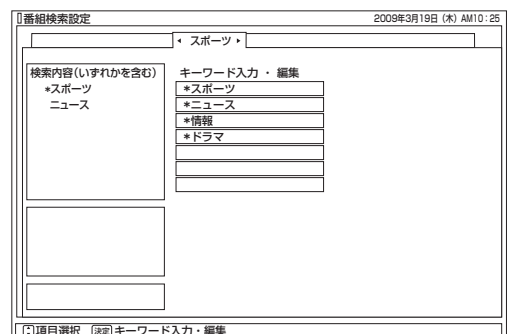 番組検索設定
2009年3月19日（木）AM10：25
スポーツ
検索内容(いずれかを含む)
*スポーツ
ニュース
キーワード入力 ・ 編集
*スポーツ
*ニュース
*情報
*ドラマ
項目選択 決定 キーワード入力・編集